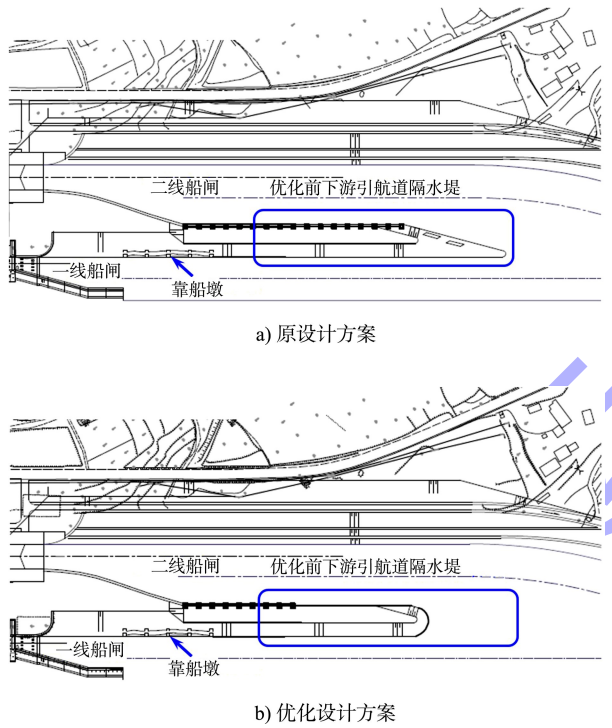 二线船闸
优化前下游引航道隔水堤
一线船闸
靠船墩
a) 原设计方案
二线船闸
优化前下游引航道隔水堤
一线船闸
靠船墩
b) 优化设计方案